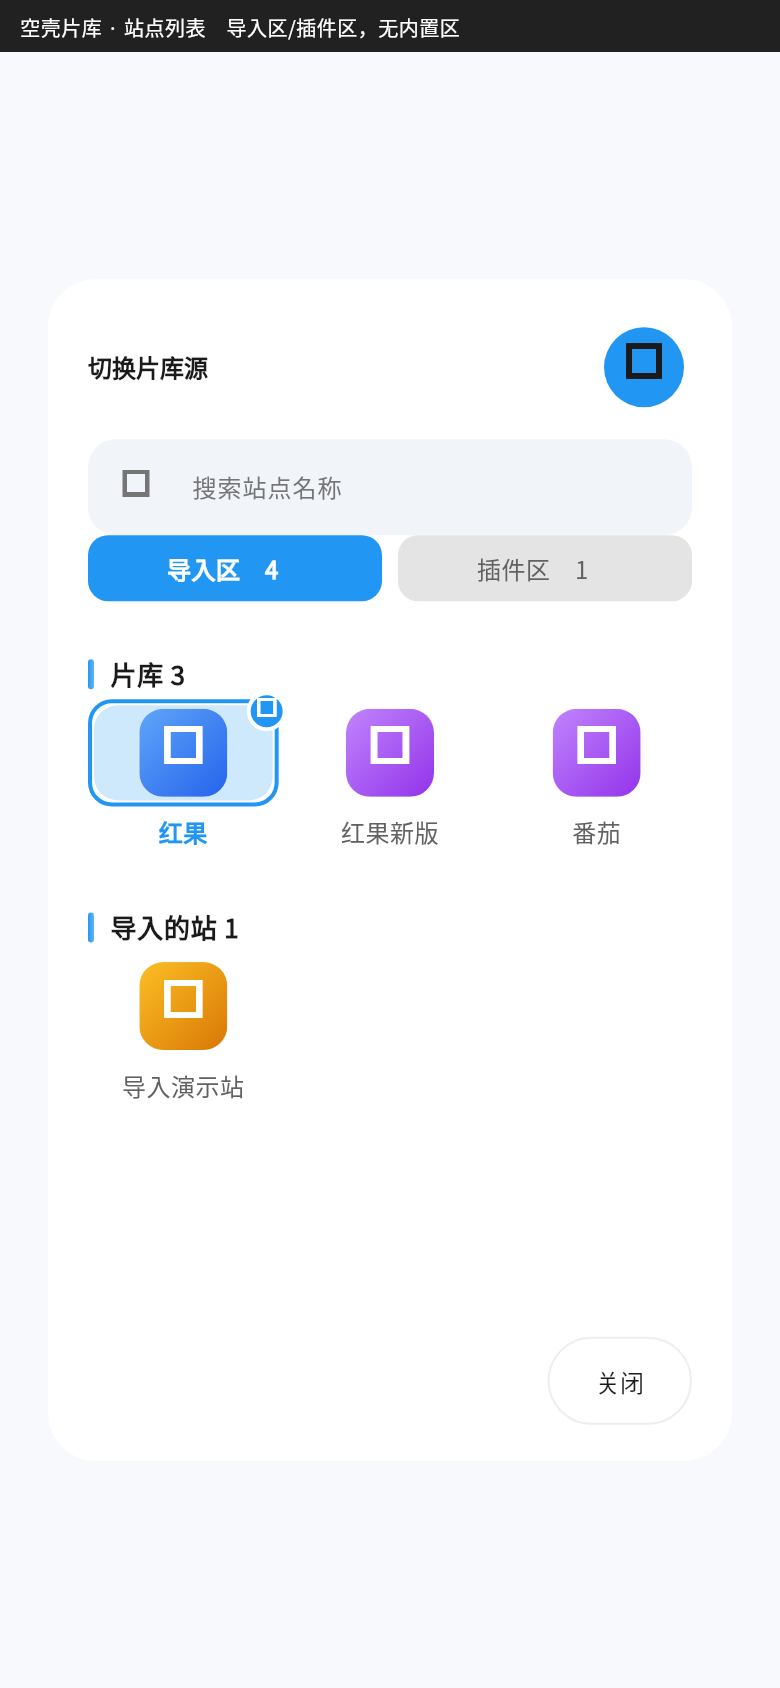 空壳片库 · 站点列表　导入区/插件区，无内置区
切换片库源
搜索站点名称
导入区 4
插件区 1
片库 3
红果
红果新版
番茄
导入的站 1
导入演示站
关闭